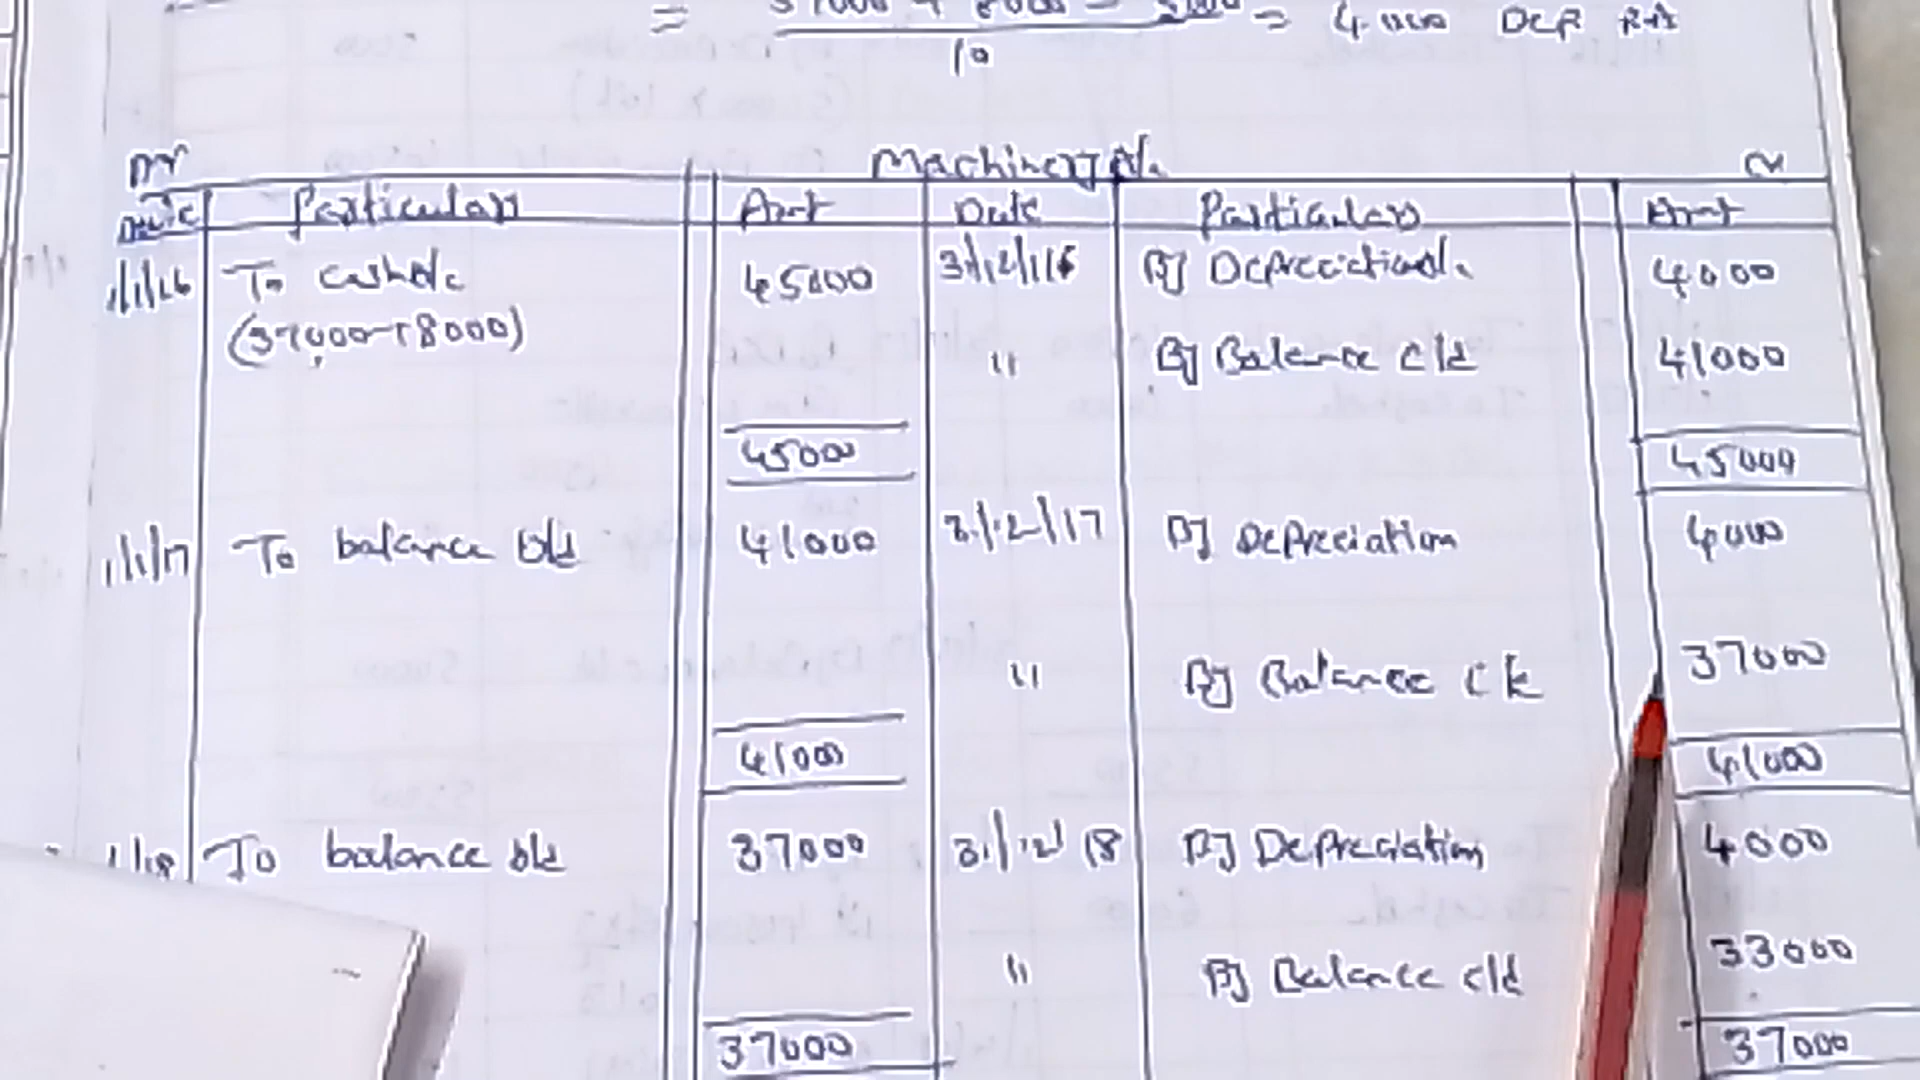 = 37000 + 8000 - 5000 / 10 = 4000 Dep P.A
Dr Machinery A/c Cr
Date Particulars Amt Date Particulars Amt
1/1/16 To cash a/c 45000 31/12/16 By Depreciation a/c 4000
(37000+8000) " By Balance c/d 41000
45000 45000
1/1/17 To balance b/d 41000 31/12/17 By Depreciation 4000
" By Balance c/d 37000
41000 41000
1/18 To balance b/d 37000 31/12/18 By Depreciation 4000
" By Balance c/d 33000
37000 37000